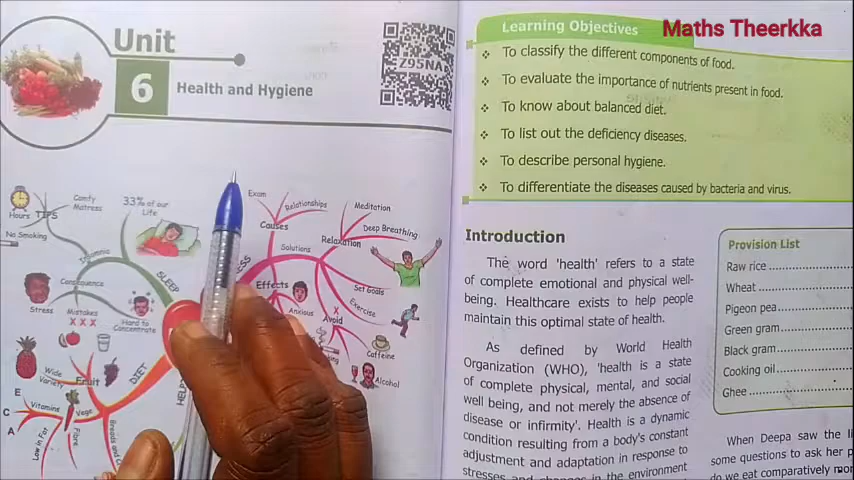 Unit
6
Health and Hygiene
Z95NA
Exam
Relationships
Meditation
Causes
Deep Breathing
Relaxation
Solutions
Effects
Set Goals
Anxious
Exercise
Avoid
Caffeine
Alcohol
Hours
TIPS
Comfy
Mattress
33% of our
Life
No Smoking
Insomnia
SLEEP
Consequence
Stress
Mistakes
X X X
Hard to
Concentrate
Wide
Variety
Fruit
DIET
E
Vitamins
C
A
Vege
Low in Fat
Fibre
Maths Theerkka
Learning Objectives
To classify the different components of food.
To evaluate the importance of nutrients present in food.
To know about balanced diet.
To list out the deficiency diseases.
To describe personal hygiene.
To differentiate the diseases caused by bacteria and virus.
Introduction
The word 'health' refers to a state
of complete emotional and physical well-
being. Healthcare exists to help people
maintain this optimal state of health.
As defined by World Health
Organization (WHO), 'health is a state
of complete physical, mental, and social
well being, and not merely the absence of
disease or infirmity'. Health is a dynamic
condition resulting from a body's constant
adjustment and adaptation in response to
stresses and changes in the environment
Provision List
Raw rice
Wheat
Pigeon pea
Green gram
Black gram
Cooking oil
Ghee
When Deepa saw the
some questions to ask her
do we eat comparatively